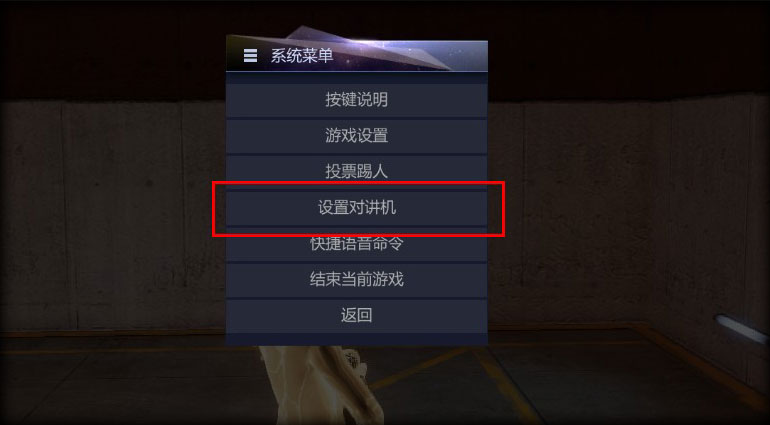 系统菜单
按键说明
游戏设置
投票踢人
设置对讲机
快捷语音命令
结束当前游戏
返回